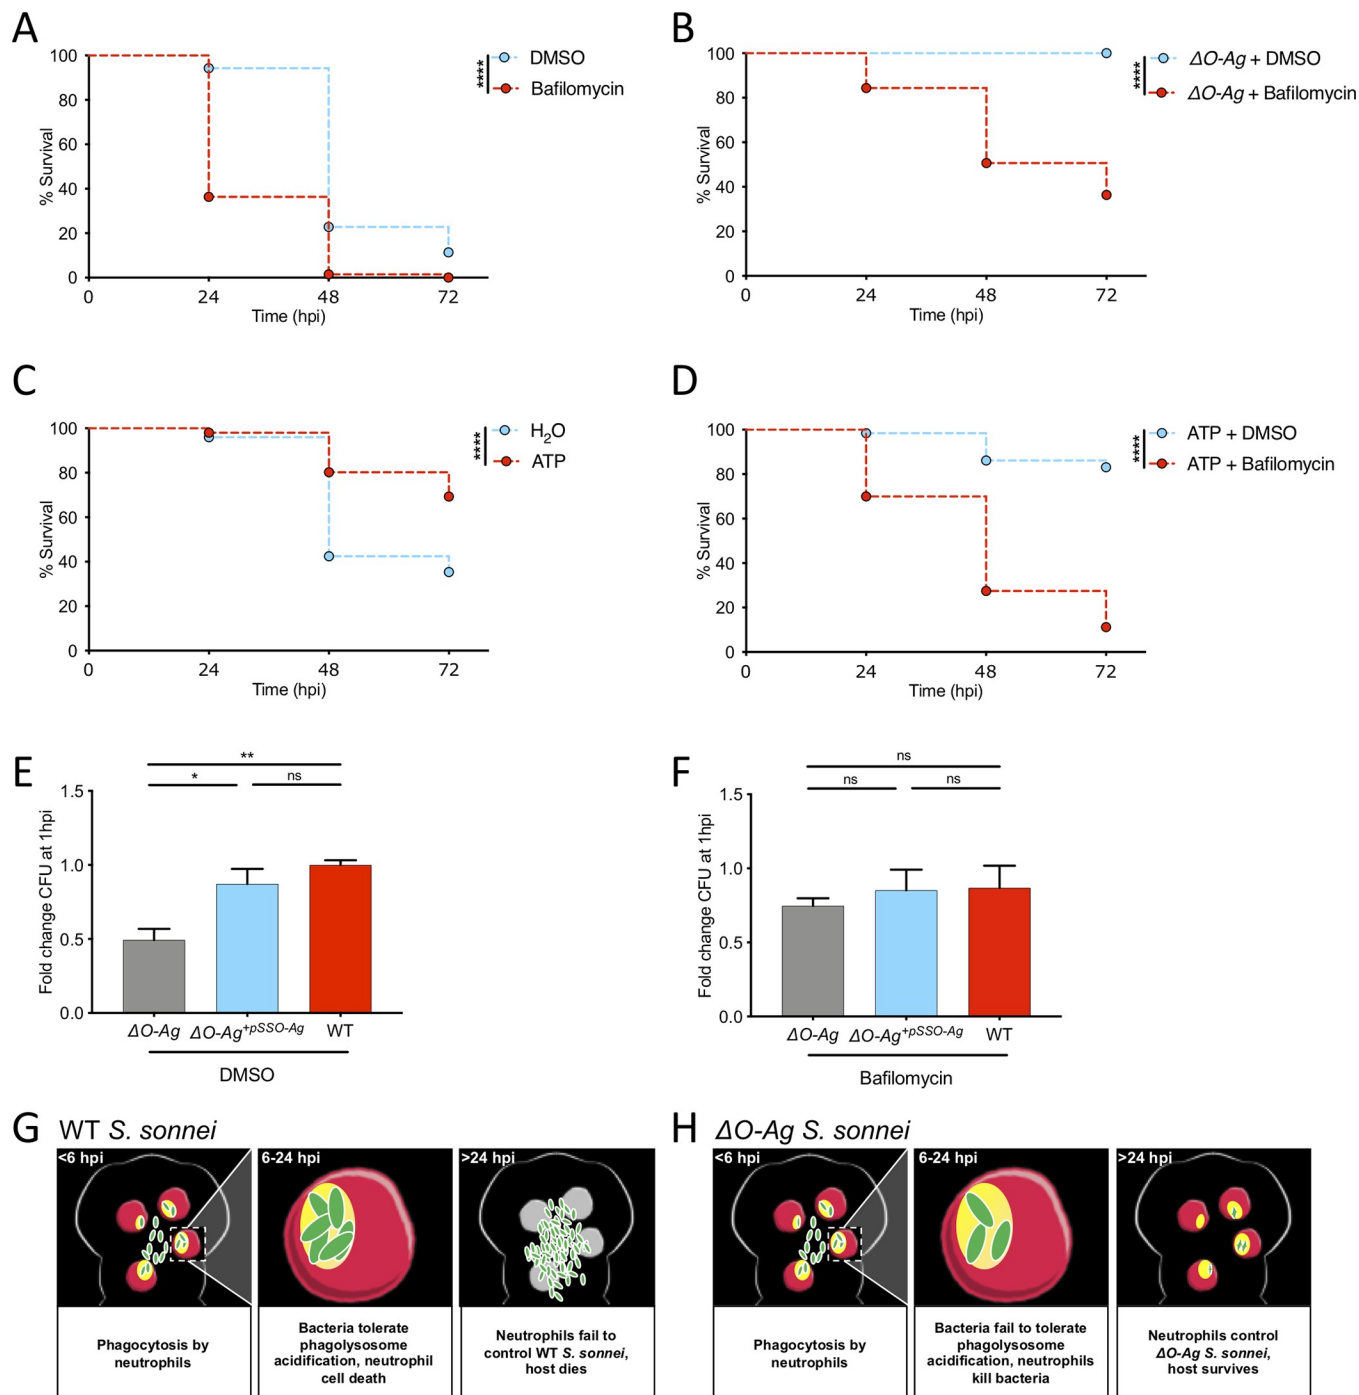 A
100
80
60
40
20
0
% Survival
0 24 48 72
Time (hpi)
****
DMSO
Bafilomycin
B
100
80
60
40
20
0
% Survival
0 24 48 72
Time (hpi)
****
ΔO-Ag + DMSO
ΔO-Ag + Bafilomycin
C
100
80
60
40
20
0
% Survival
0 24 48 72
Time (hpi)
****
H2O
ATP
D
100
80
60
40
20
0
% Survival
0 24 48 72
Time (hpi)
****
ATP + DMSO
ATP + Bafilomycin
E
**
* ns
1.5
1.0
0.5
0.0
Fold change CFU at 1hpi
ΔO-Ag ΔO-Ag+pSSO-Ag WT
DMSO
F
ns
ns ns
1.5
1.0
0.5
0.0
Fold change CFU at 1hpi
ΔO-Ag ΔO-Ag+pSSO-Ag WT
Bafilomycin
G WT S. sonnei
<6 hpi
6-24 hpi
>24 hpi
Phagocytosis by
neutrophils
Bacteria tolerate
phagolysosome
acidification, neutrophil
cell death
Neutrophils fail to
control WT S. sonnei,
host dies
H ΔO-Ag S. sonnei
<6 hpi
6-24 hpi
>24 hpi
Phagocytosis by
neutrophils
Bacteria fail to tolerate
phagolysosome
acidification, neutrophils
kill bacteria
Neutrophils control
ΔO-Ag S. sonnei,
host survives